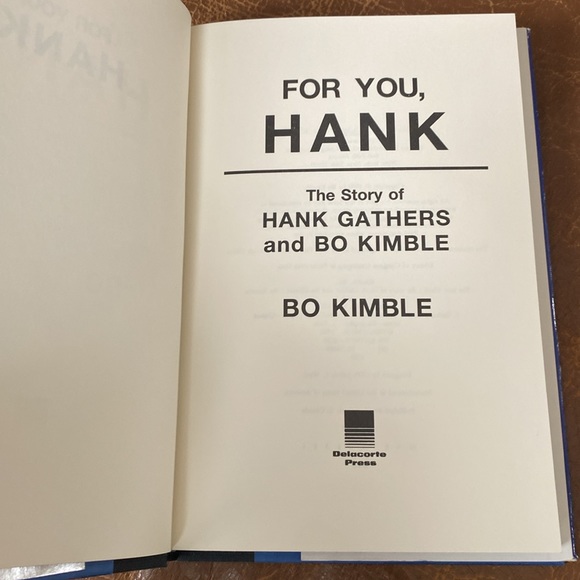 FOR YOU,
HANK
The Story of
HANK GATHERS
and BO KIMBLE
BO KIMBLE
Delacorte
Press